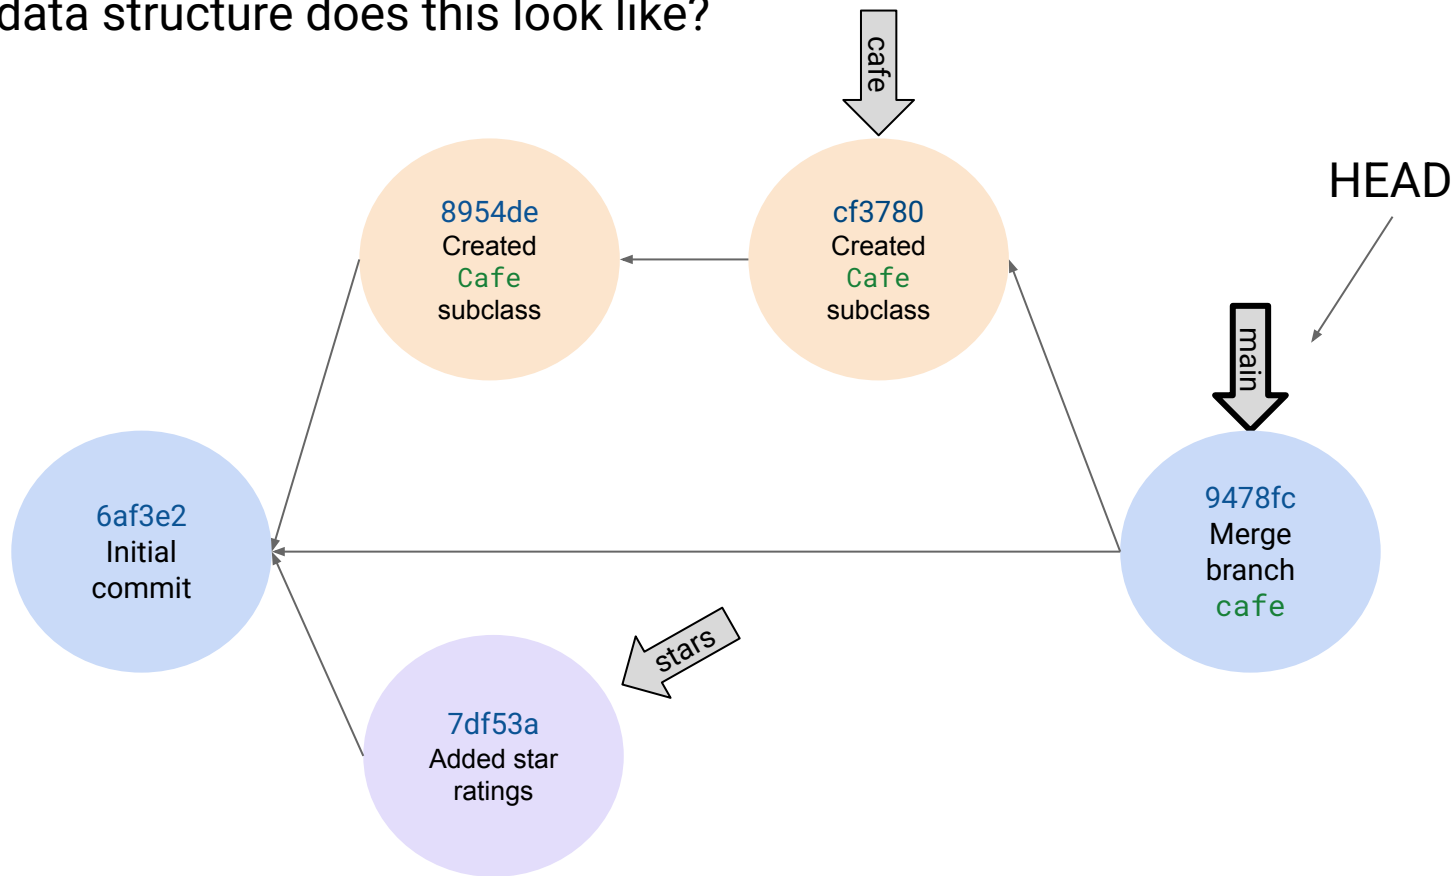 data structure does this look like?
cafe
HEAD
8954de
Created
Cafe
subclass
cf3780
Created
Cafe
subclass
main
6af3e2
Initial
commit
9478fc
Merge
branch
cafe
stars
7df53a
Added star
ratings